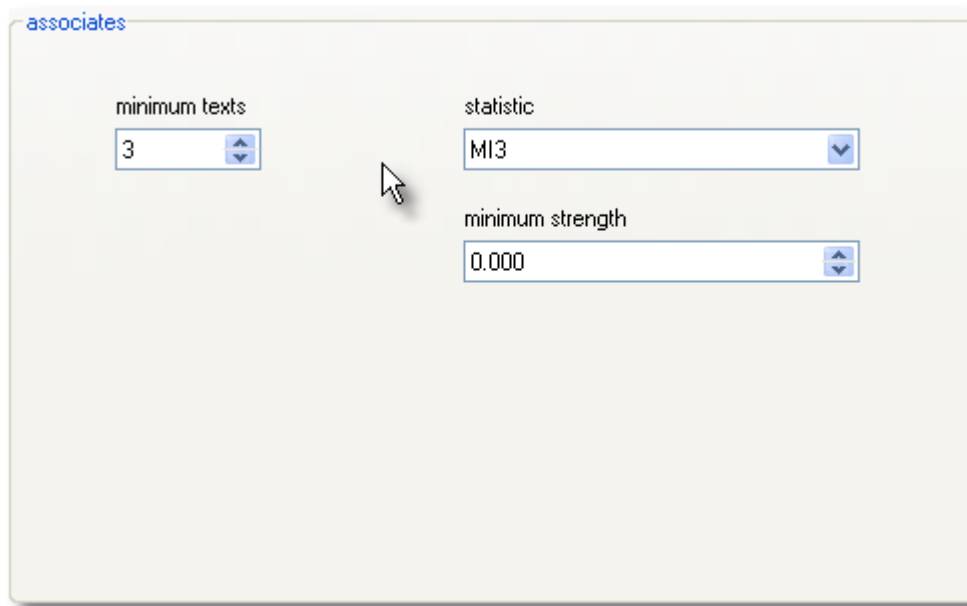 associates
minimum texts
3
statistic
MI3
minimum strength
0.000